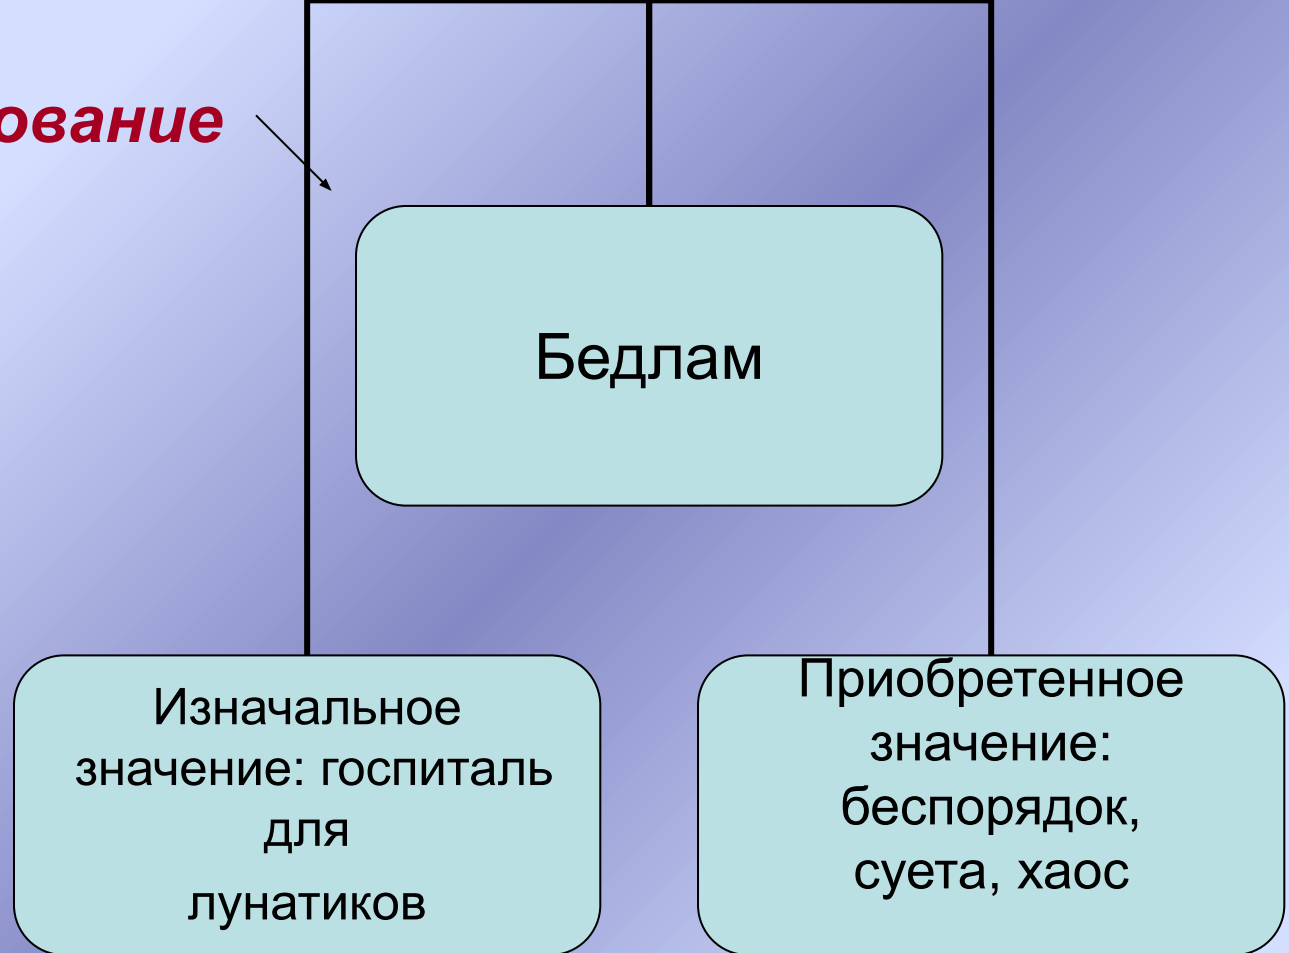 ование
Бедлам
Изначальное
значение: госпиталь
для
лунатиков
Приобретенное
значение:
беспорядок,
суета, хаос